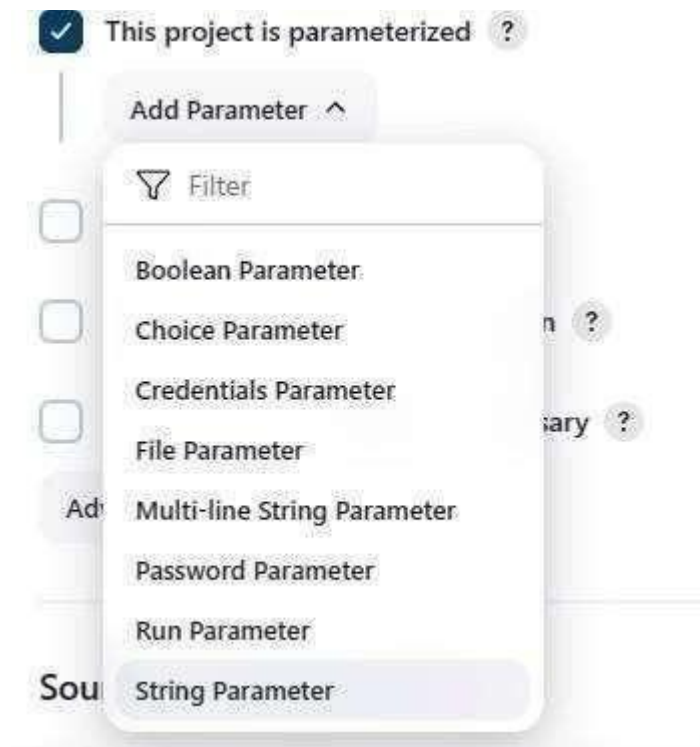 This project is parameterized ?
Add Parameter
Filter
Boolean Parameter
Choice Parameter
n ?
Credentials Parameter
sary ?
File Parameter
Adv
Multi-line String Parameter
Password Parameter
Run Parameter
Sou
String Parameter